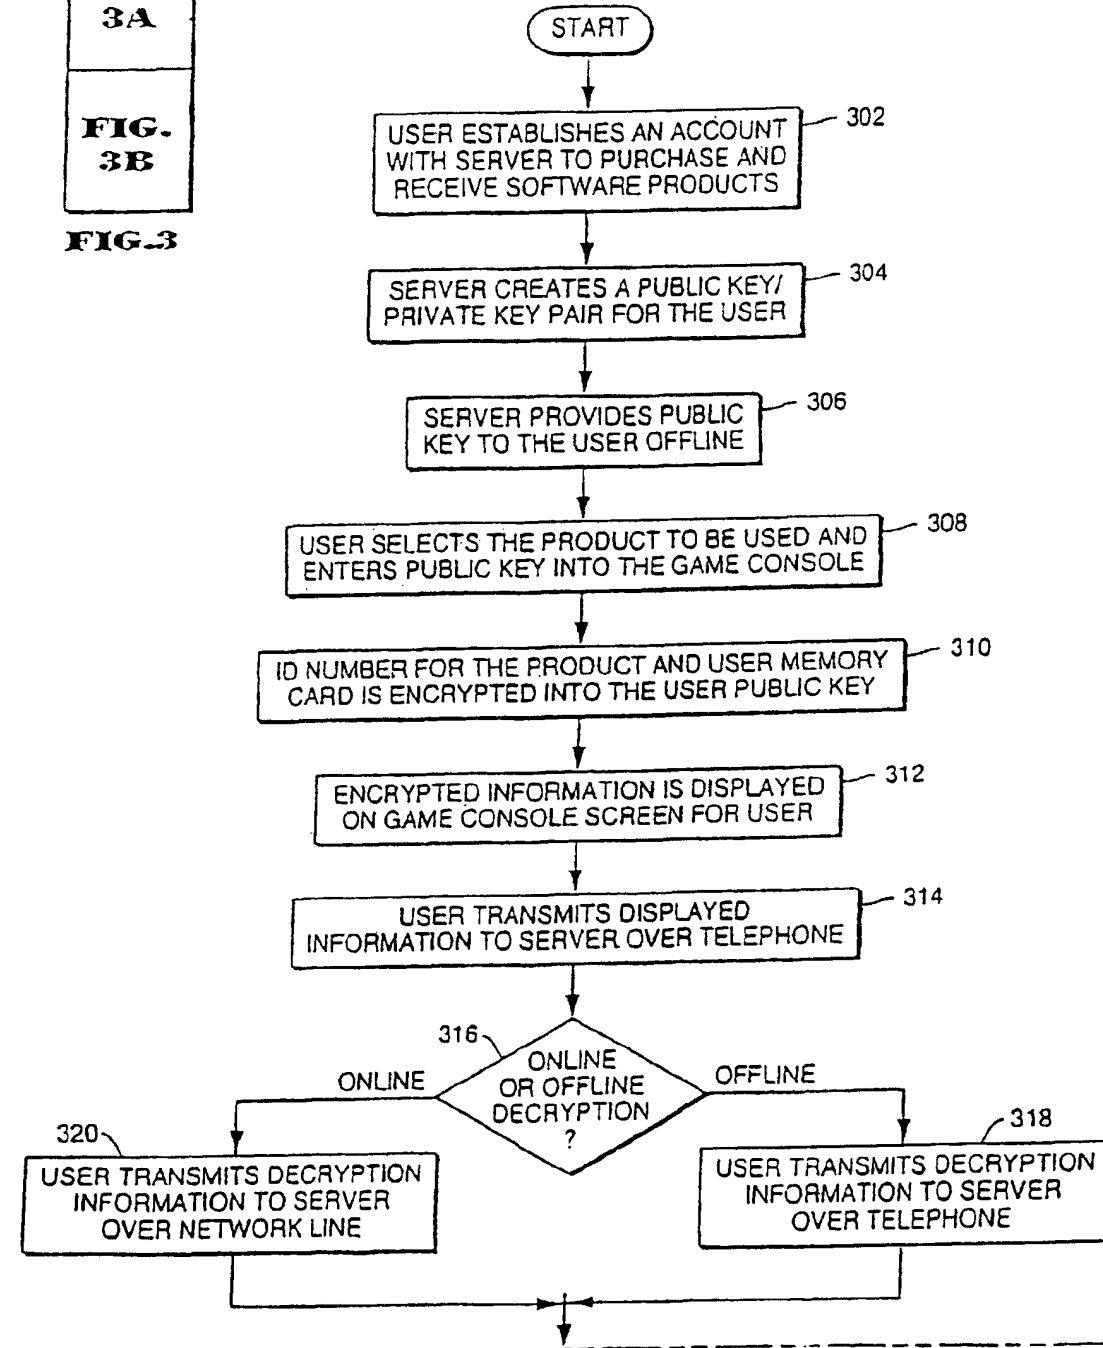 3A
FIG.
3B
FIG.3
START
302
USER ESTABLISHES AN ACCOUNT
WITH SERVER TO PURCHASE AND
RECEIVE SOFTWARE PRODUCTS
304
SERVER CREATES A PUBLIC KEY/
PRIVATE KEY PAIR FOR THE USER
306
SERVER PROVIDES PUBLIC
KEY TO THE USER OFFLINE
308
USER SELECTS THE PRODUCT TO BE USED AND
ENTERS PUBLIC KEY INTO THE GAME CONSOLE
310
ID NUMBER FOR THE PRODUCT AND USER MEMORY
CARD IS ENCRYPTED INTO THE USER PUBLIC KEY
312
ENCRYPTED INFORMATION IS DISPLAYED
ON GAME CONSOLE SCREEN FOR USER
314
USER TRANSMITS DISPLAYED
INFORMATION TO SERVER OVER TELEPHONE
316
ONLINE
OR OFFLINE
DECRYPTION
?
ONLINE
OFFLINE
320
USER TRANSMITS DECRYPTION
INFORMATION TO SERVER
OVER NETWORK LINE
318
USER TRANSMITS DECRYPTION
INFORMATION TO SERVER
OVER TELEPHONE